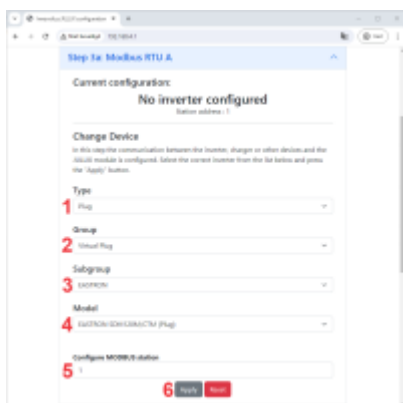 Step 1a: Modbus RTU A
Current configuration:
No inverter configured
Station address : 1
Change Device
In this step the communication between the inverter, charger or other devices and the
module is configured. Select the correct inverter from the list below and press
the "Apply" button.
Type
1 Plug
Group
2 Virtual Plug
Subgroup
3 EASTRON
Model
4 (Plug)
Configure MODBUS station
5 1
6 Apply